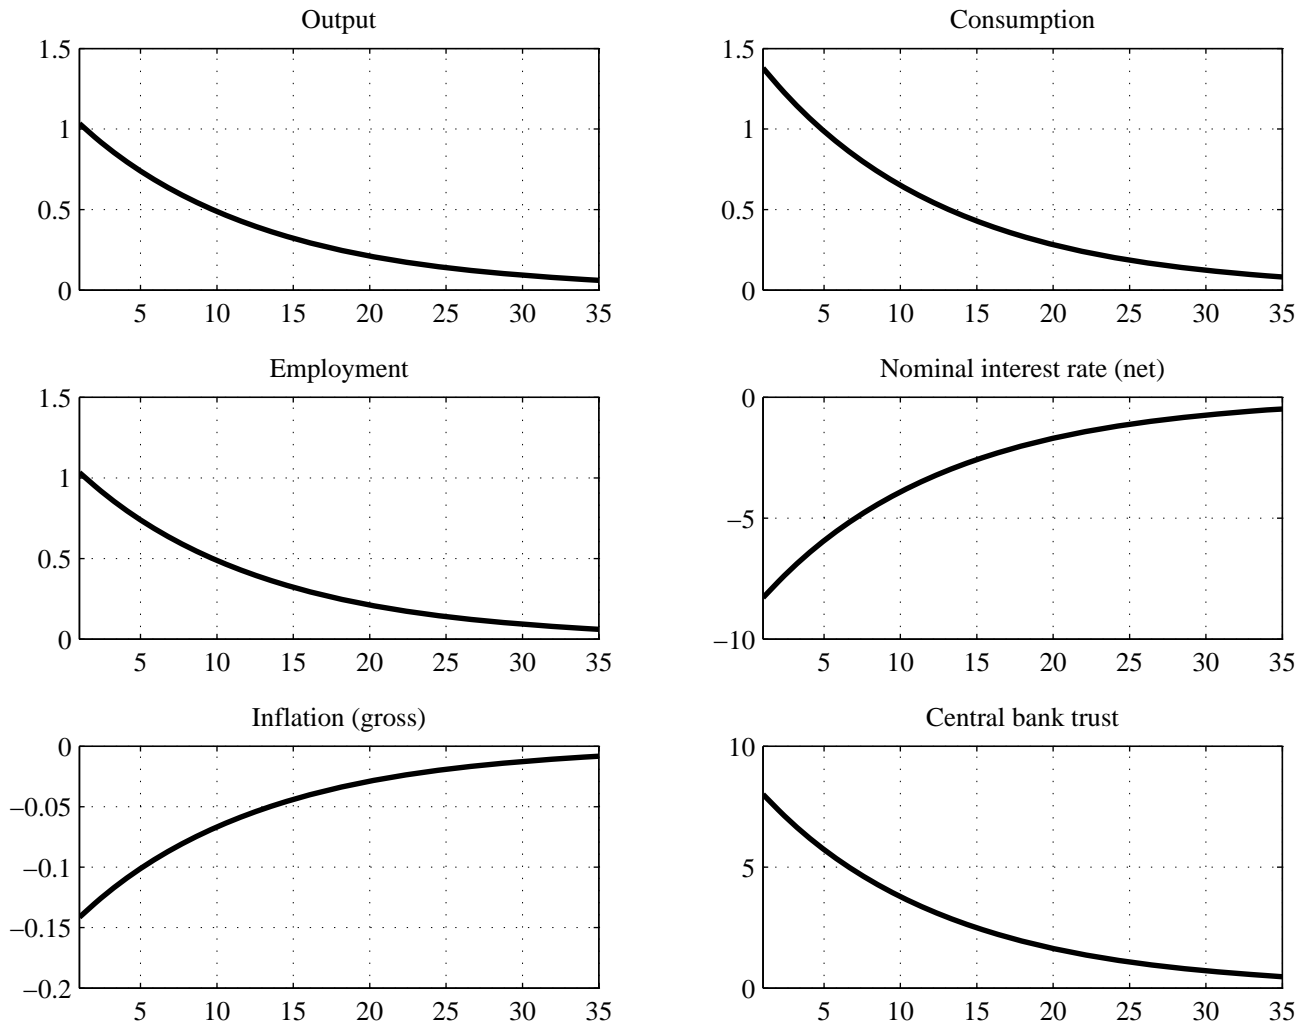 Output
1.5
1
0.5
0
5 10 15 20 25 30 35
Consumption
1.5
1
0.5
0
5 10 15 20 25 30 35
Employment
1.5
1
0.5
0
5 10 15 20 25 30 35
Nominal interest rate (net)
0
−5
−10
5 10 15 20 25 30 35
Inflation (gross)
0
−0.05
−0.1
−0.15
−0.2
5 10 15 20 25 30 35
Central bank trust
10
5
0
5 10 15 20 25 30 35